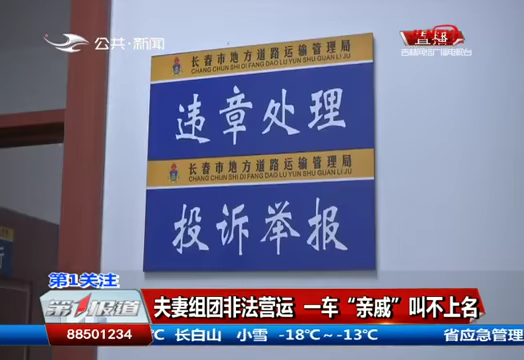 公共·新闻
直播
吉林网络广播电视台
长春市地方道路运输管理局
CHANG CHUN SHI DI FANG DAO LU YUN SHU GUAN LI JU
违章处理
长春市地方道路运输管理局
CHANG CHUN SHI DI FANG DAO LU YUN SHU GUAN LI JU
投诉举报
第1关注
第1报道
夫妻组团非法营运 一车“亲戚”叫不上名
88501234
℃ 长白山 小雪 -18℃~-13℃
省应急管理